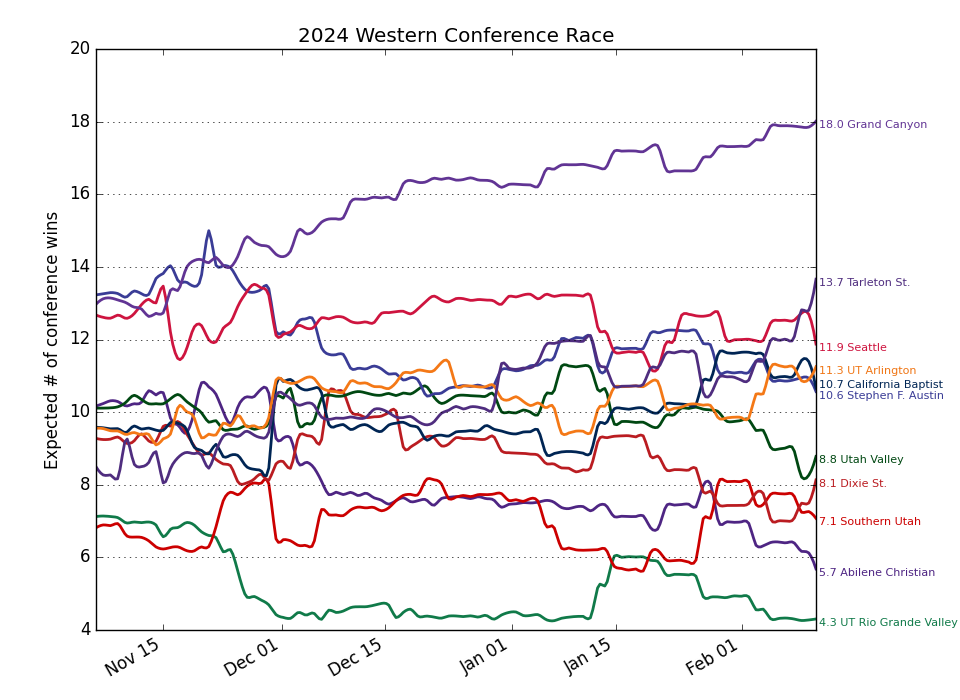 2024 Western Conference Race
Expected # of conference wins
20
18
16
14
12
10
8
6
4
Nov 15
Dec 01
Dec 15
Jan 01
Jan 15
Feb 01
18.0 Grand Canyon
13.7 Tarleton St.
11.9 Seattle
11.3 UT Arlington
10.7 California Baptist
10.6 Stephen F. Austin
8.8 Utah Valley
8.1 Dixie St.
7.1 Southern Utah
5.7 Abilene Christian
4.3 UT Rio Grande Valley